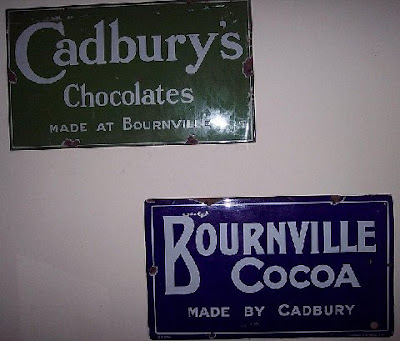 Cadbury's
Chocolates
MADE AT BOURNVILLE
BOURNVILLE
COCOA
MADE BY CADBURY